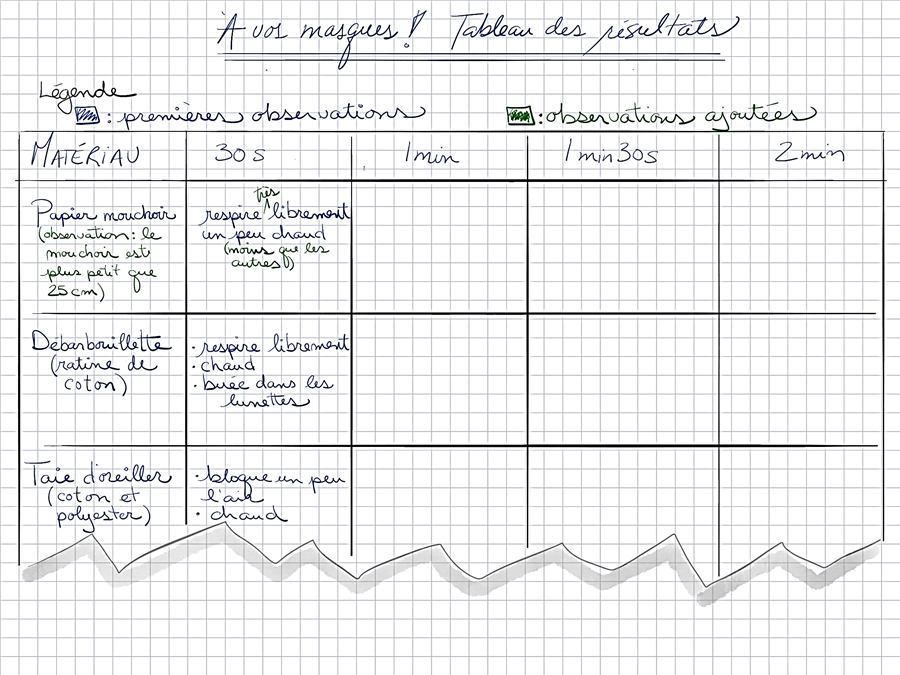 À vos masques! Tableau des résultats
Légende
: premières observations
: observations ajoutées
MATÉRIAU
30 s
1 min
1 min 30 s
2 min
Papier mouchoir
(observation : le
mouchoir est
plus petit que
25 cm)
très
respire librement
un peu chaud
(moins que les
autres!)
Débarbouillette
(ratine de
coton)
· respire librement
· chaud
· buée dans les
lunettes
Taie d'oreiller
(coton et
polyester)
· bloque un peu
l'air
· chaud